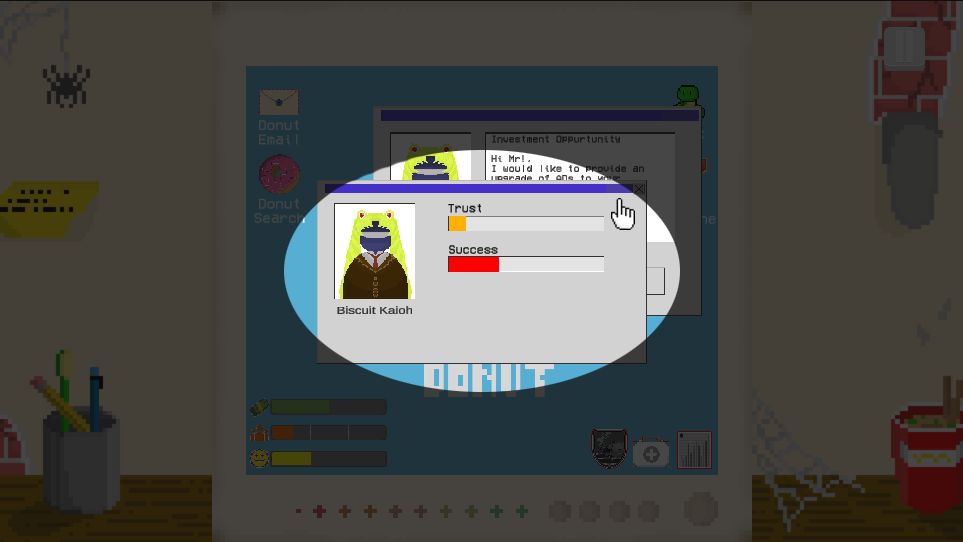 Donut
Email
Donut
Search
Investment Oppurtunity
Hi Mr!,
I would like to provide an
upgrade of ADs to your
Trust
Success
Biscuit Kaioh
DONUT